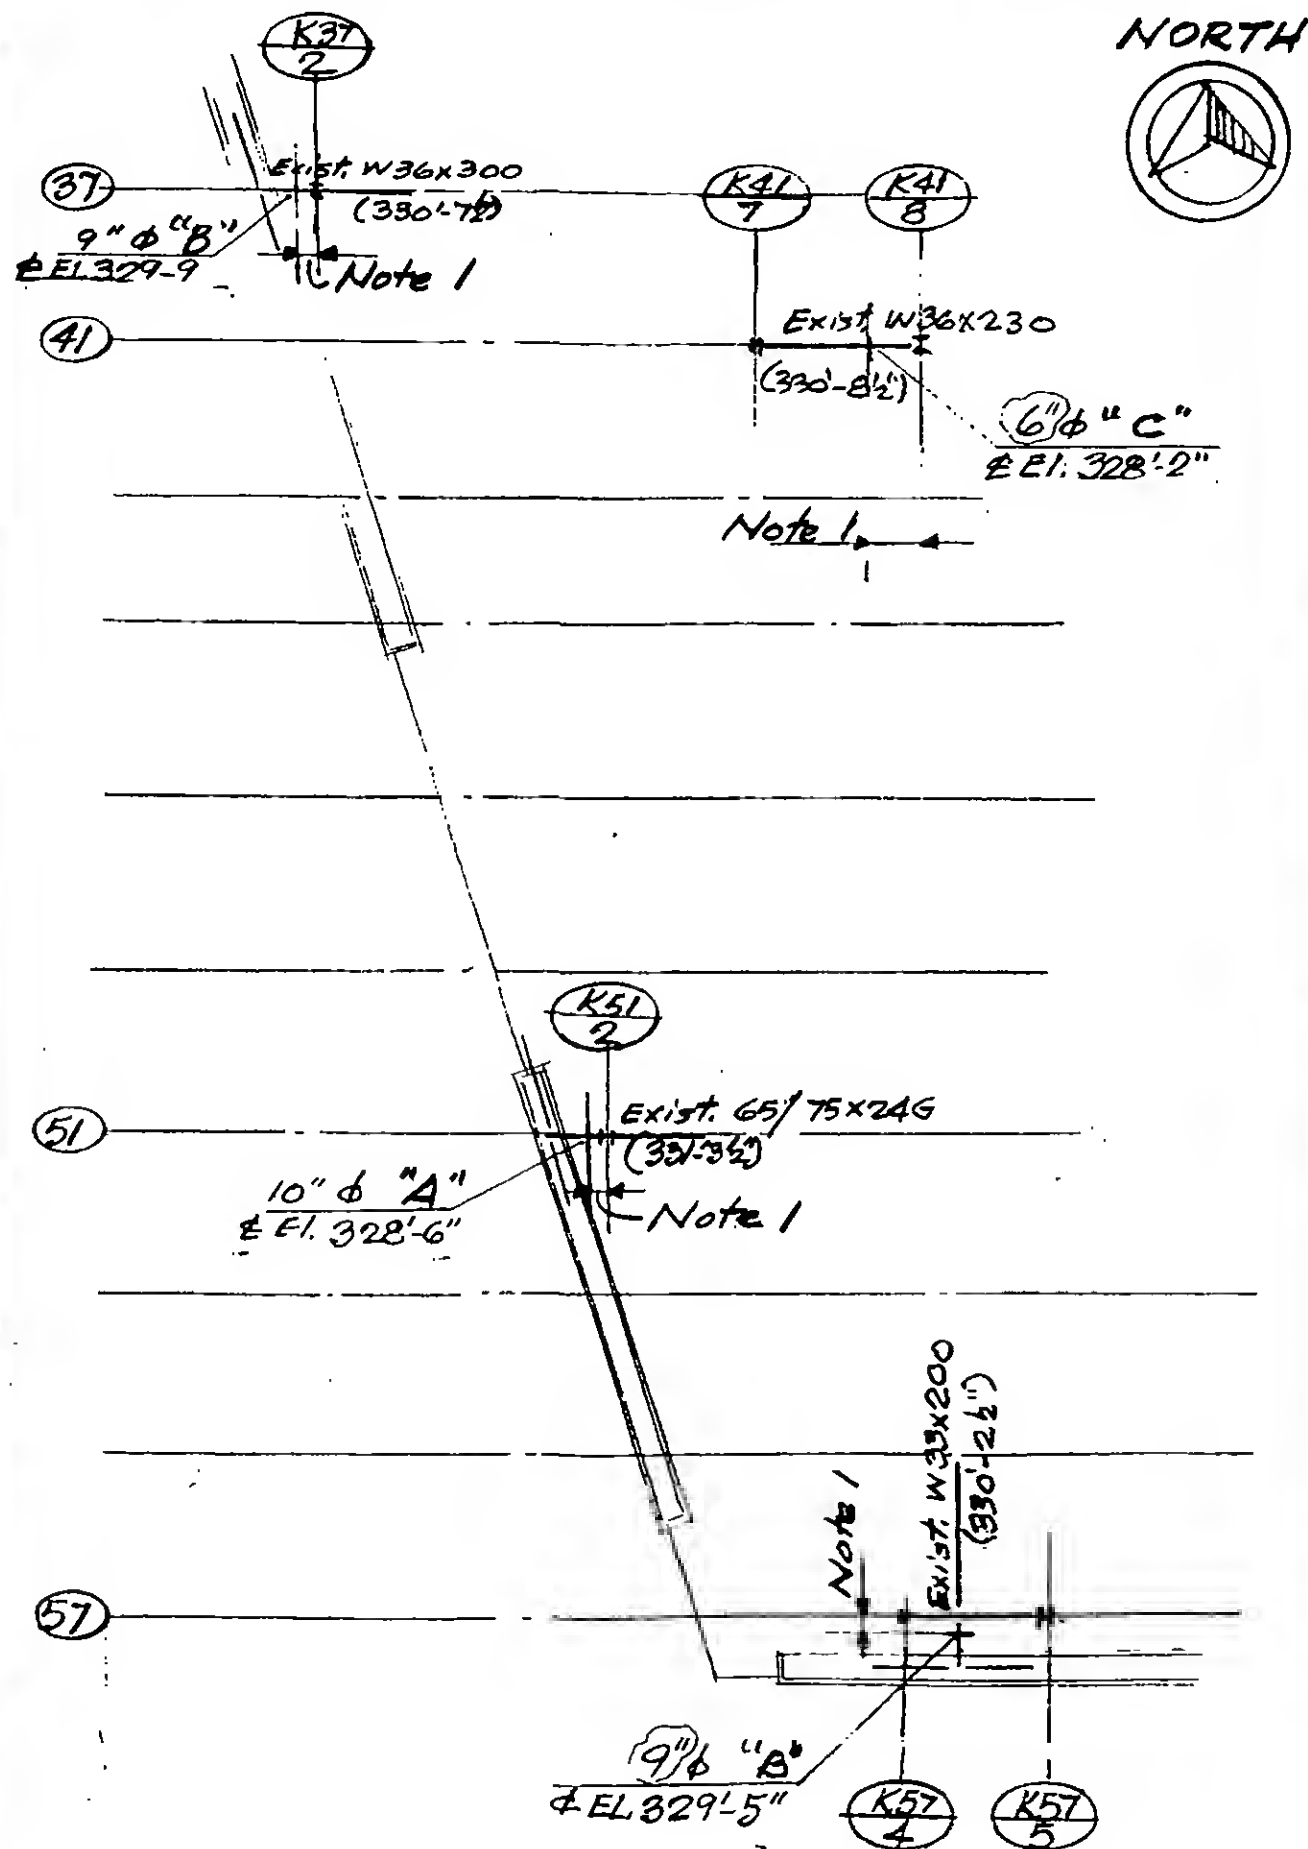 NORTH
K37
2
37
Exist. W36x300
(330'-7½")
9" ϕ "B"
℄ El. 329-9
Note 1
K41
7
K41
8
41
Exist. W36x230
(330'-8½")
6" ϕ "C"
℄ El. 328'-2"
Note 1
K51
2
51
Exist. 65/75x24G
(331'-3½")
10" ϕ "A"
℄ El. 328'-6"
Note 1
Note 1
Exist. W33x200
(330'-2½")
57
9" ϕ "B"
℄ EL 329'-5"
K57
4
K57
5